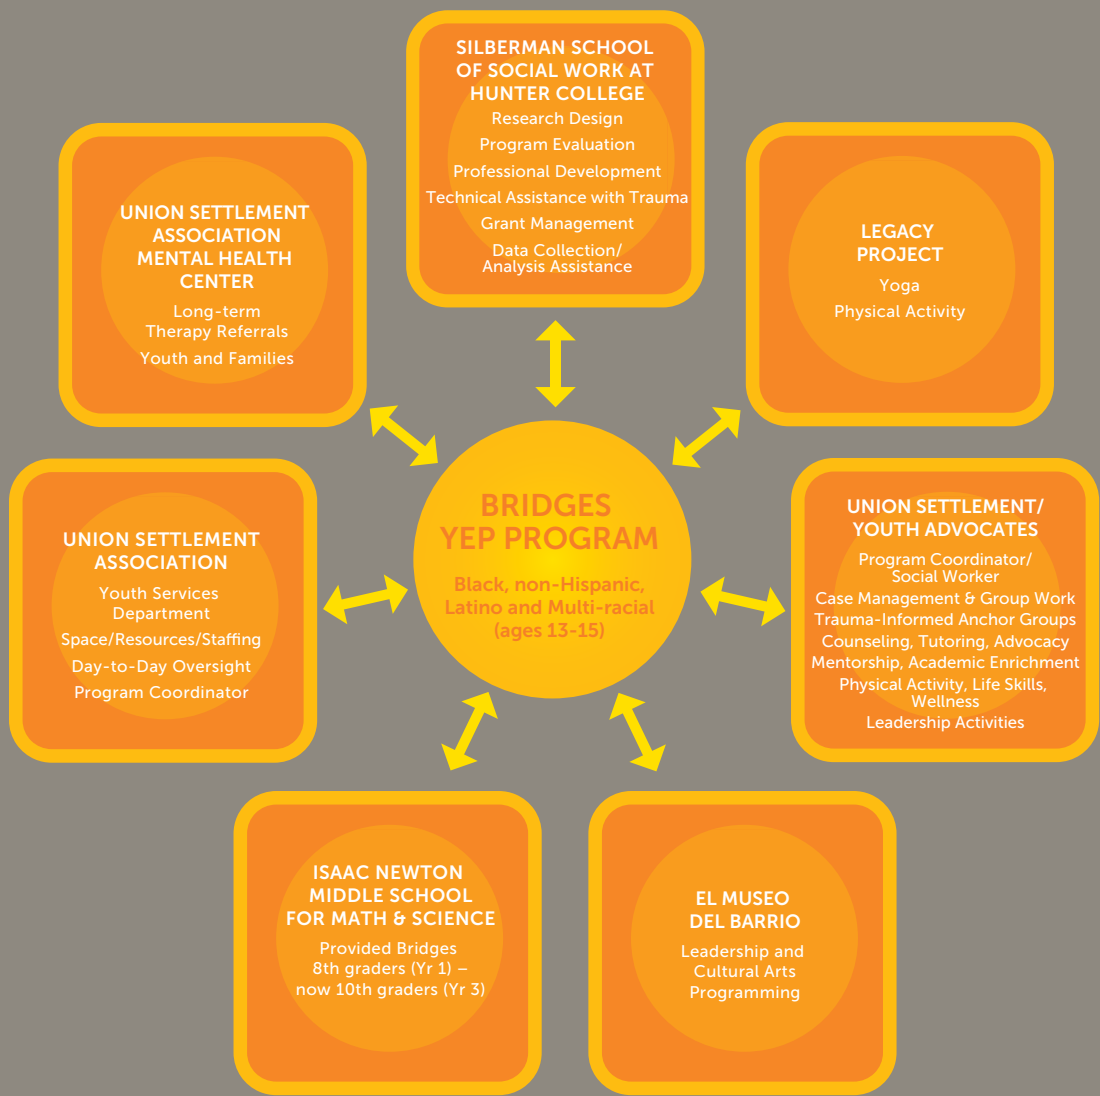 SILBERMAN SCHOOL
OF SOCIAL WORK AT
HUNTER COLLEGE
Research Design
Program Evaluation
Professional Development
Technical Assistance with Trauma
Grant Management
Data Collection/
Analysis Assistance
UNION SETTLEMENT
ASSOCIATION
MENTAL HEALTH
CENTER
Long-term
Therapy Referrals
Youth and Families
LEGACY
PROJECT
Yoga
Physical Activity
BRIDGES
YEP PROGRAM
Black, non-Hispanic,
Latino and Multi-racial
(ages 13-15)
UNION SETTLEMENT
ASSOCIATION
Youth Services
Department
Space/Resources/Staffing
Day-to-Day Oversight
Program Coordinator
UNION SETTLEMENT/
YOUTH ADVOCATES
Program Coordinator/
Social Worker
Case Management & Group Work
Trauma-Informed Anchor Groups
Counseling, Tutoring, Advocacy
Mentorship, Academic Enrichment
Physical Activity, Life Skills,
Wellness
Leadership Activities
ISAAC NEWTON
MIDDLE SCHOOL
FOR MATH & SCIENCE
Provided Bridges
8th graders (Yr 1) –
now 10th graders (Yr 3)
EL MUSEO
DEL BARRIO
Leadership and
Cultural Arts
Programming